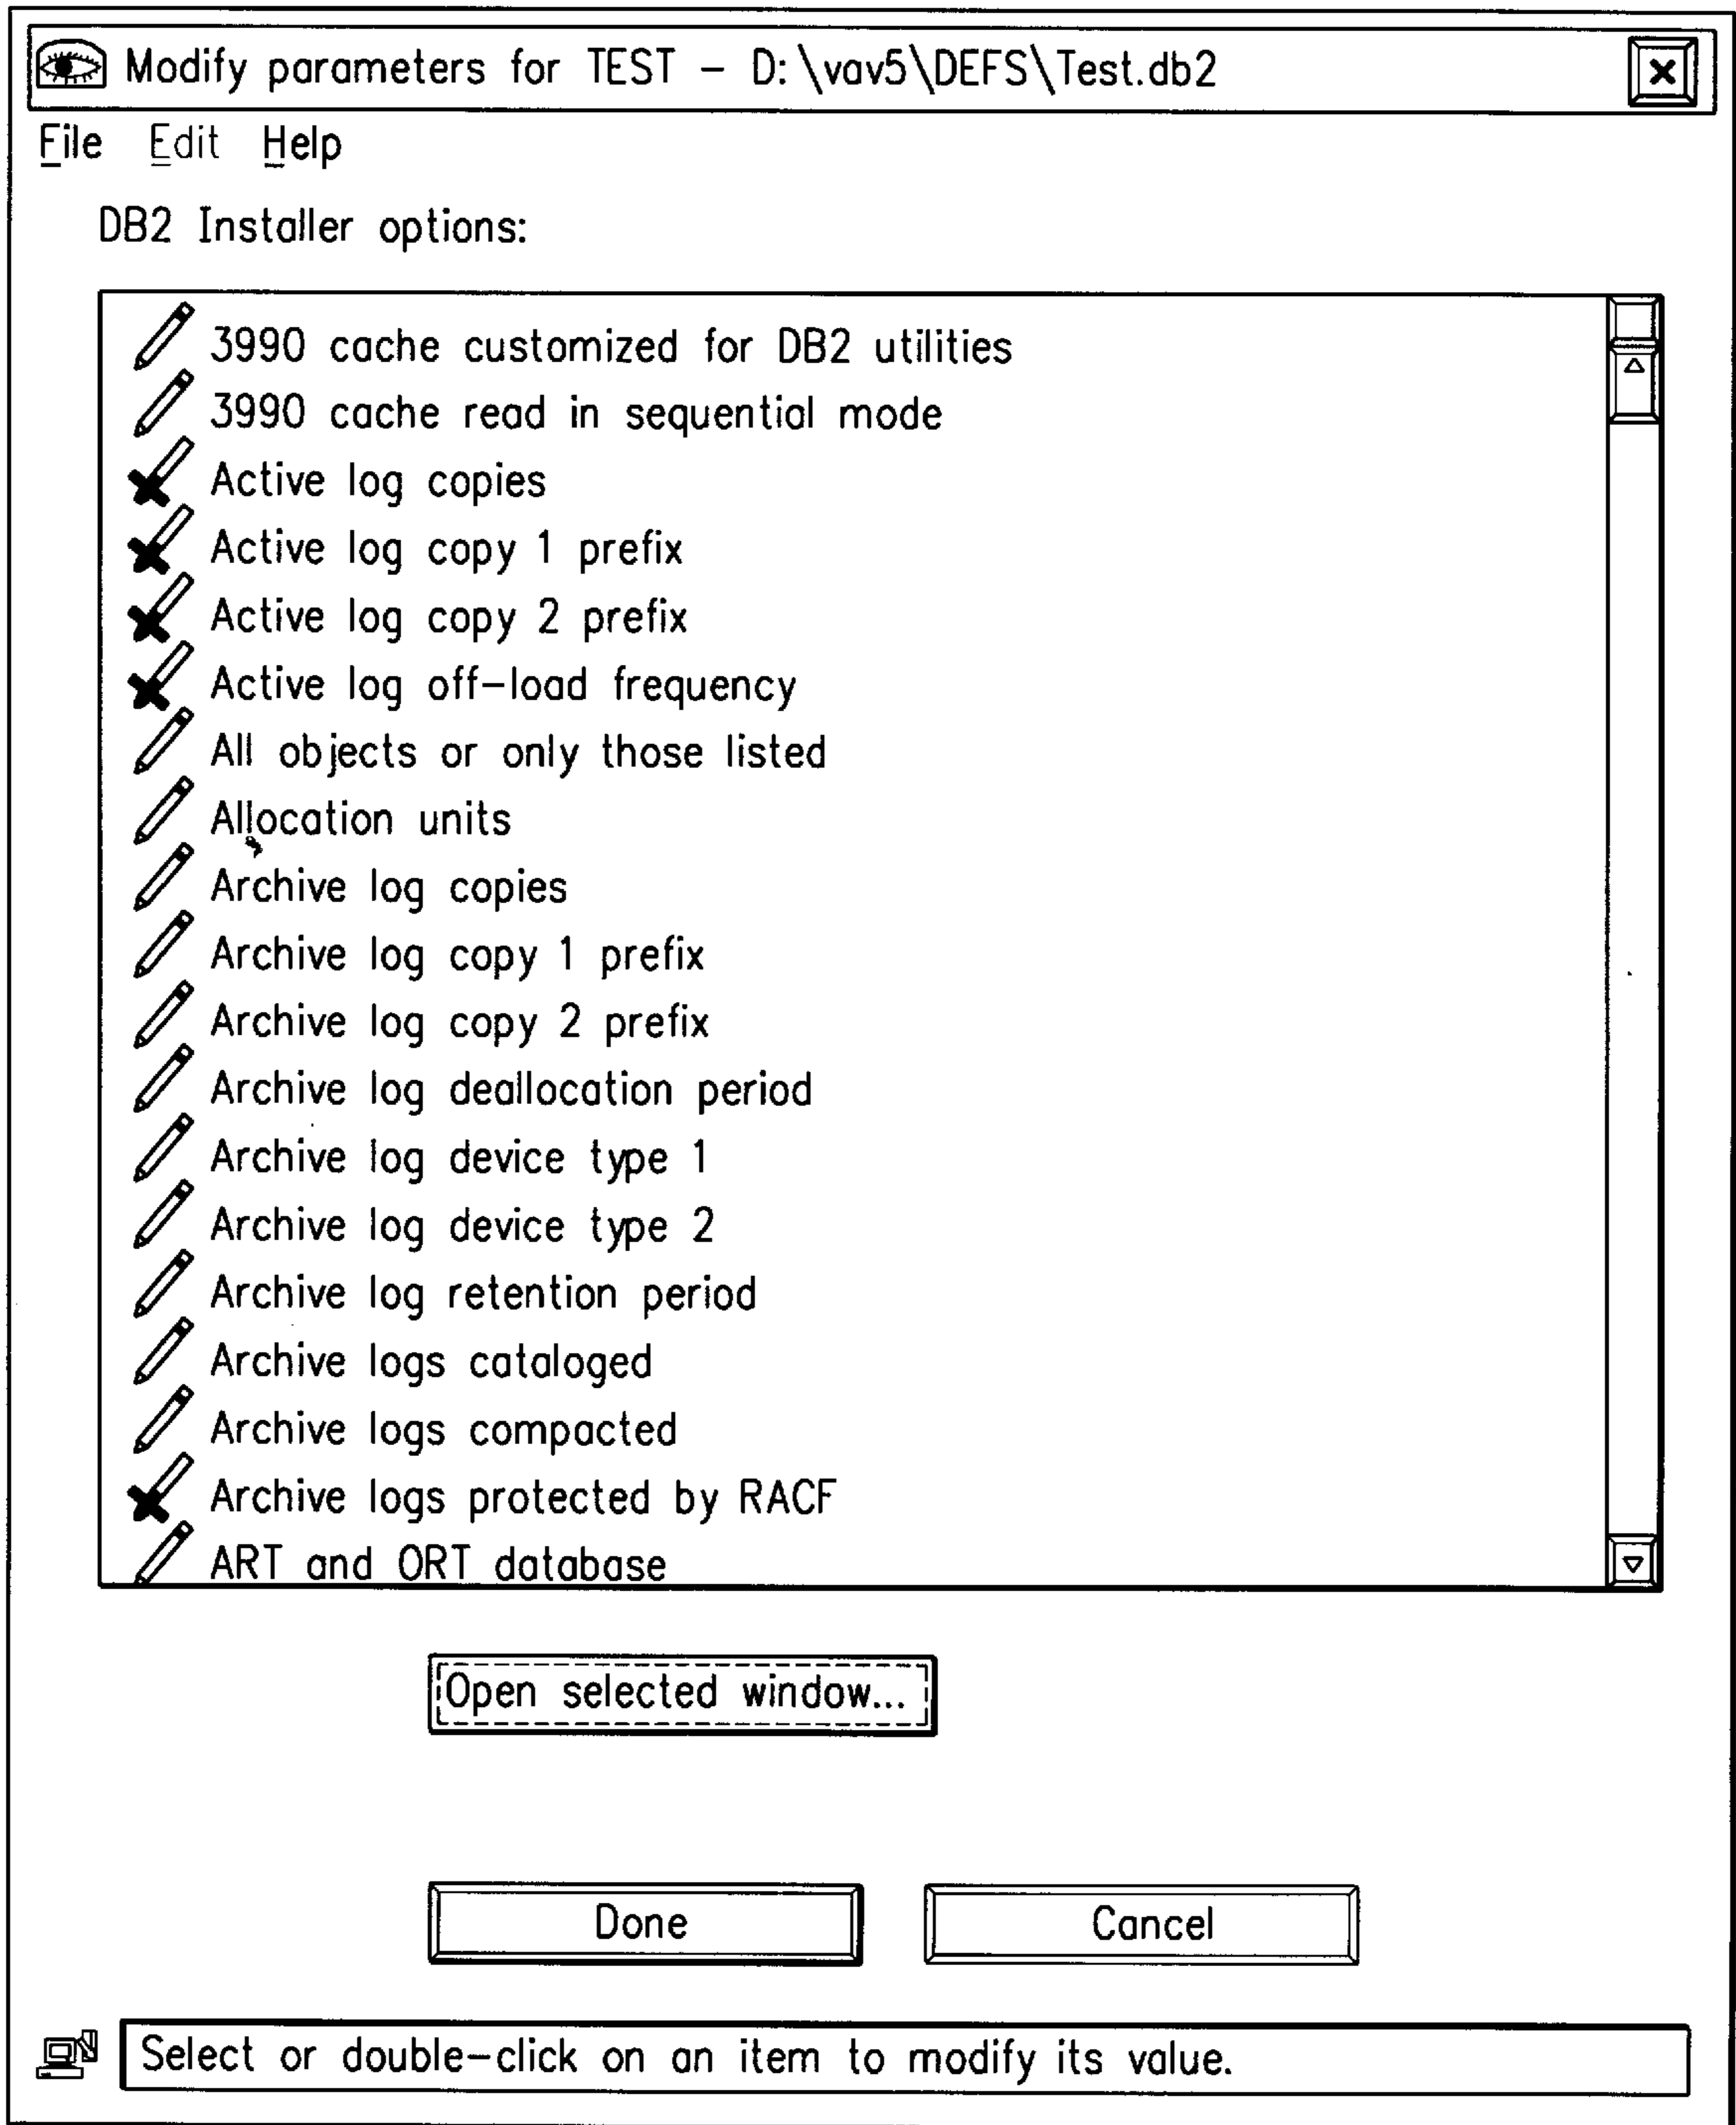 Modify parameters for TEST – D:\vav5\DEFS\Test.db2
File Edit Help
DB2 Installer options:
3990 cache customized for DB2 utilities
3990 cache read in sequential mode
Active log copies
Active log copy 1 prefix
Active log copy 2 prefix
Active log off-load frequency
All objects or only those listed
Allocation units
Archive log copies
Archive log copy 1 prefix
Archive log copy 2 prefix
Archive log deallocation period
Archive log device type 1
Archive log device type 2
Archive log retention period
Archive logs cataloged
Archive logs compacted
Archive logs protected by RACF
ART and ORT database
Open selected window...
Done Cancel
Select or double-click on an item to modify its value.